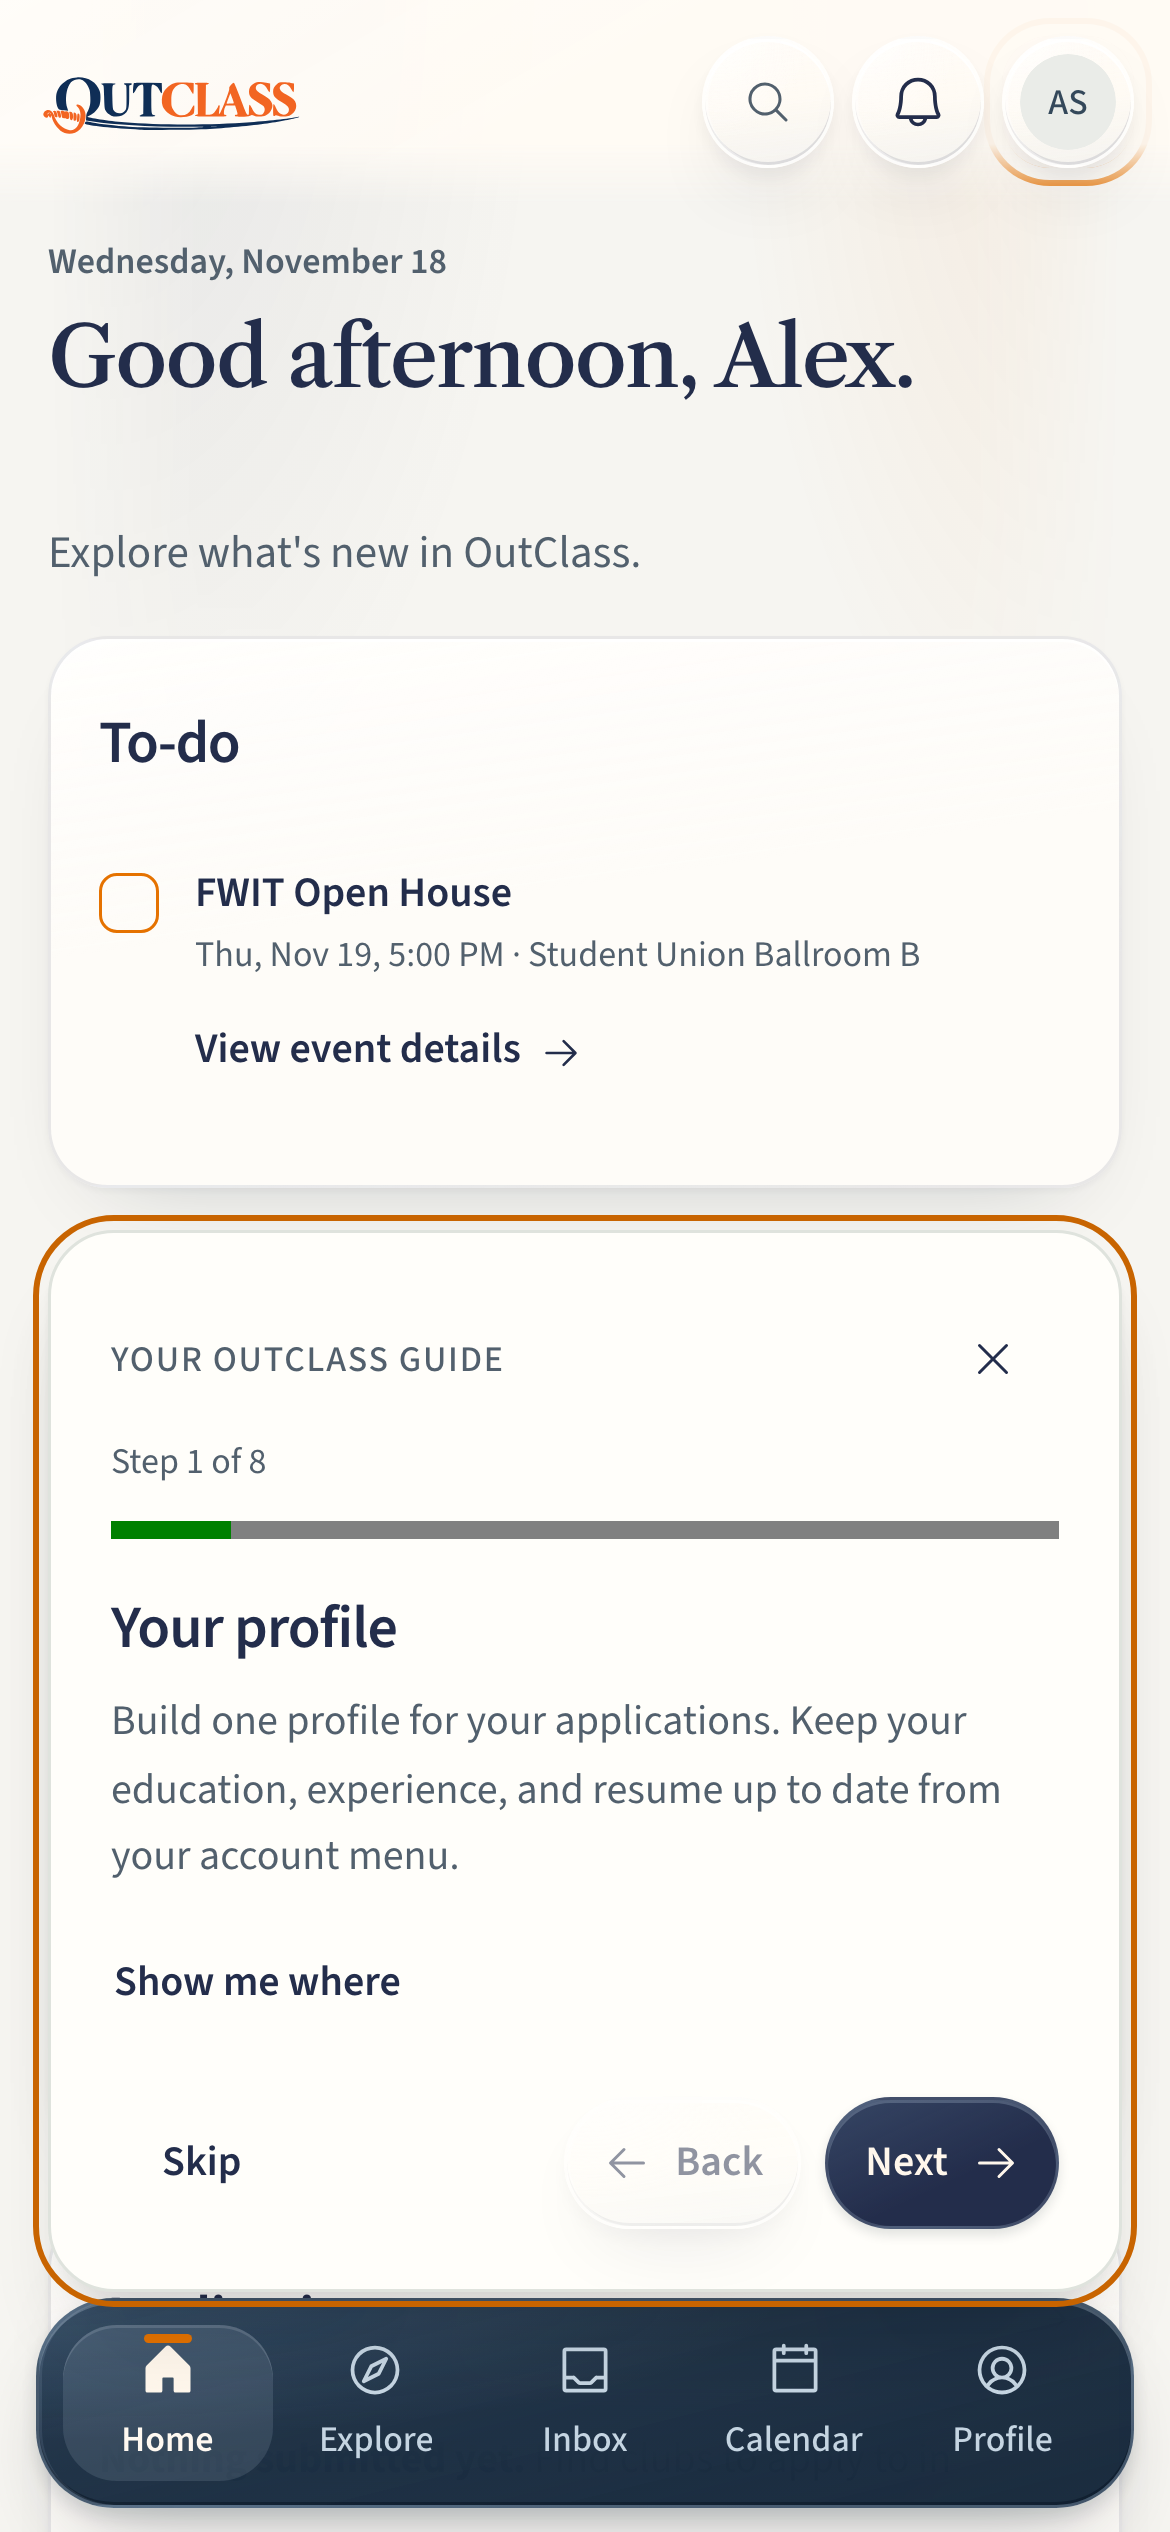 OUTCLASS
AS
Wednesday, November 18
Good afternoon, Alex.
Explore what's new in OutClass.
To-do
FWIT Open House
Thu, Nov 19, 5:00 PM · Student Union Ballroom B
View event details
YOUR OUTCLASS GUIDE
Step 1 of 8
Your profile
Build one profile for your applications. Keep your
education, experience, and resume up to date from
your account menu.
Show me where
Skip
Back
Next
Home
Explore
Inbox
Calendar
Profile